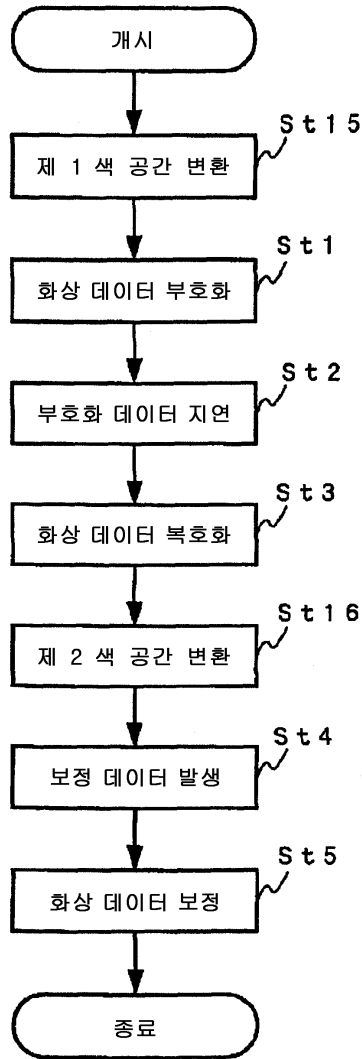 개시
St15
제 1 색 공간 변환
St1
화상 데이터 부호화
St2
부호화 데이터 지연
St3
화상 데이터 복호화
St16
제 2 색 공간 변환
St4
보정 데이터 발생
St5
화상 데이터 보정
종료